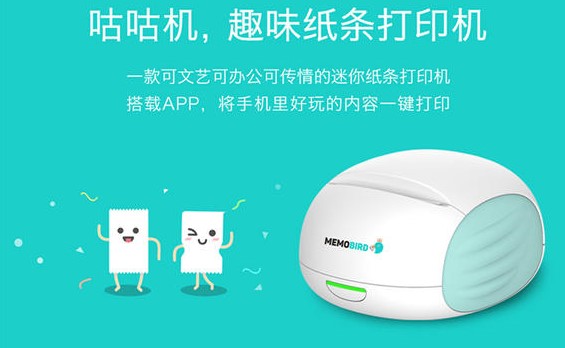 咕咕机，趣味纸条打印机
一款可文艺可办公可传情的迷你纸条打印机
搭载APP，将手机里好玩的内容一键打印
MEMOBIRD